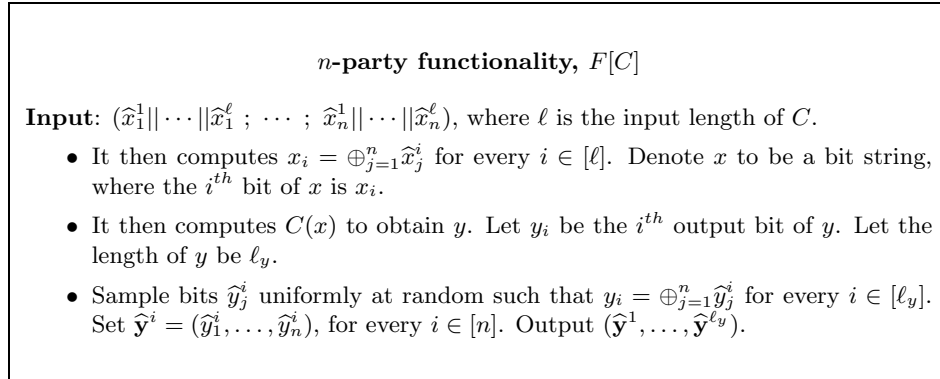 n-party functionality, F[C]
Input: (x̂₁¹|| ⋯ ||x̂₁^ℓ ; ⋯ ; x̂ₙ¹|| ⋯ ||x̂ₙ^ℓ), where ℓ is the input length of C.
• It then computes xᵢ = ⊕ⱼ₌₁ⁿ x̂ⱼⁱ for every i ∈ [ℓ]. Denote x to be a bit string,
where the iᵗʰ bit of x is xᵢ.
• It then computes C(x) to obtain y. Let yᵢ be the iᵗʰ output bit of y. Let the
length of y be ℓ_y.
• Sample bits ŷⱼⁱ uniformly at random such that yᵢ = ⊕ⱼ₌₁ⁿ ŷⱼⁱ for every i ∈ [ℓ_y].
Set ŷⁱ = (ŷ₁ⁱ, . . . , ŷₙⁱ), for every i ∈ [n]. Output (ŷ¹, . . . , ŷ^ℓ_y).